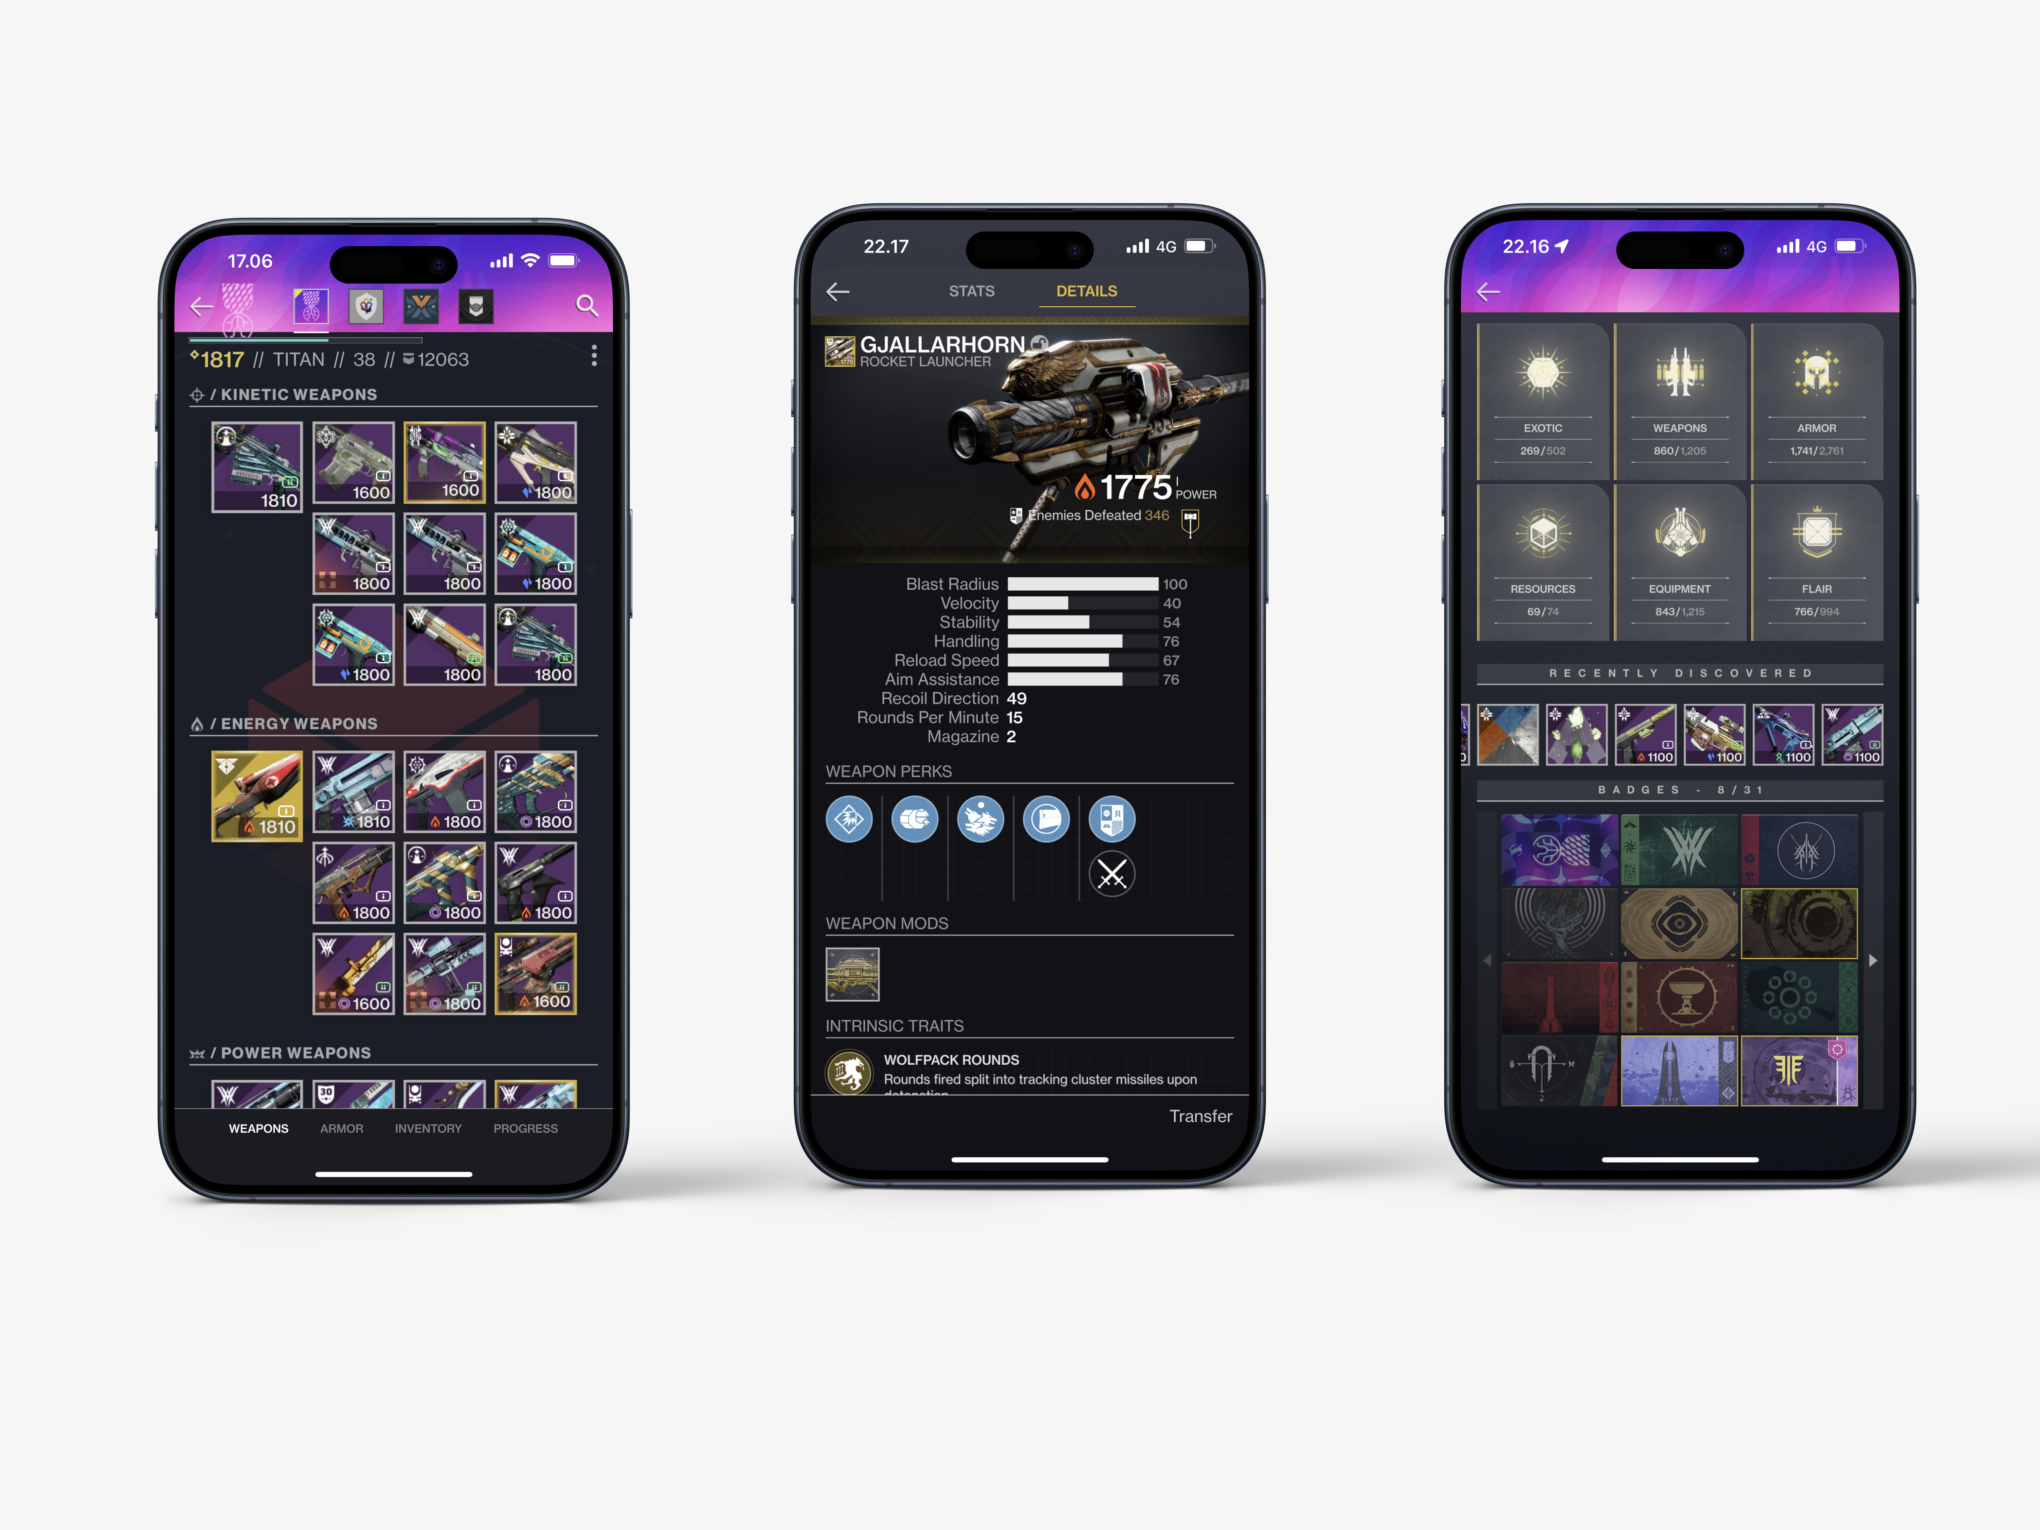 17.06
1817 // TITAN // 38 // 12063
/ KINETIC WEAPONS
1810 1600 1600 1800
1800 1800 1800
1800 1800 1800
/ ENERGY WEAPONS
1810 1810 1800 1800
1800 1800 1800
1600 1800 1600
/ POWER WEAPONS
30
WEAPONS ARMOR INVENTORY PROGRESS
22.17 4G
STATS DETAILS
GJALLARHORN
ROCKET LAUNCHER
1775 POWER
Enemies Defeated 346
Blast Radius 100
Velocity 40
Stability 54
Handling 76
Reload Speed 67
Aim Assistance 76
Recoil Direction 49
Rounds Per Minute 15
Magazine 2
WEAPON PERKS
WEAPON MODS
INTRINSIC TRAITS
WOLFPACK ROUNDS
Rounds fired split into tracking cluster missiles upon
detonation
Transfer
22.16 4G
EXOTIC WEAPONS ARMOR
269/502 860/1,205 1,741/2,761
RESOURCES EQUIPMENT FLAIR
69/74 843/1,215 766/994
RECENTLY DISCOVERED
0 1100 1100 1100 1100
BADGES - 8/31